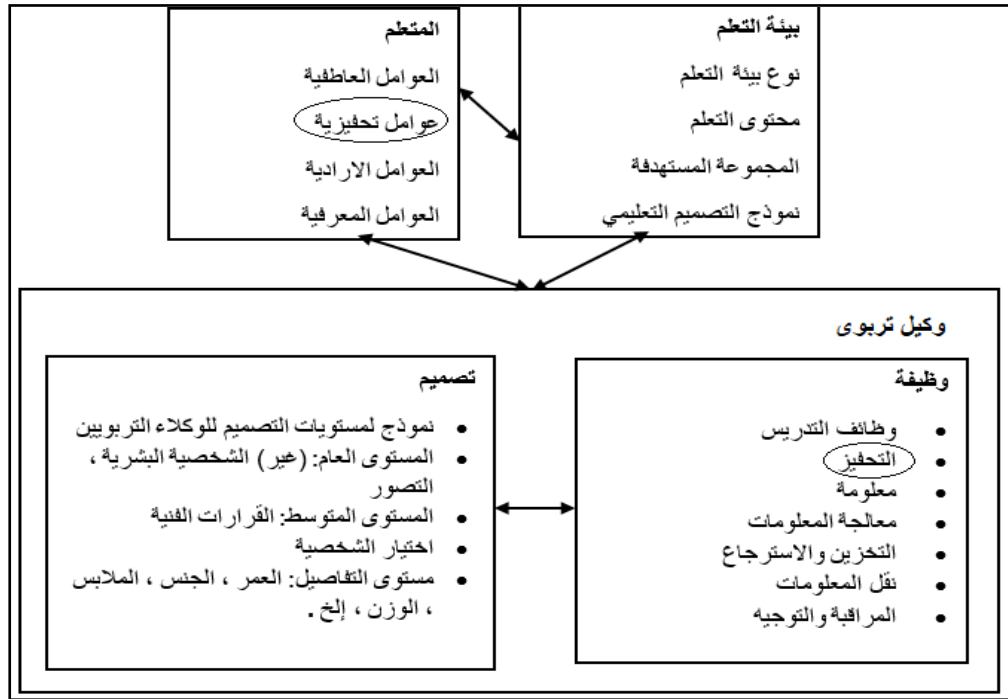 بيئة التعلم
نوع بيئة التعلم
محتوى التعلم
المجموعة المستهدفة
نموذج التصميم التعليمي
المتعلم
العوامل العاطفية
عوامل تحفيزية
العوامل الارادية
العوامل المعرفية
وكيل تربوى
وظيفة
• وظائف التدريس
• التحفيز
• معلومة
• معالجة المعلومات
• التخزين والاسترجاع
• نقل المعلومات
• المراقبة والتوجيه
تصميم
• نموذج لمستويات التصميم للوكلاء التربويين
• المستوى العام: (غير) الشخصية البشرية ،
التصور
• المستوى المتوسط: القرارات الفنية
• اختيار الشخصية
• مستوى التفاصيل: العمر ، الجنس ، الملابس
، الوزن ، إلخ .